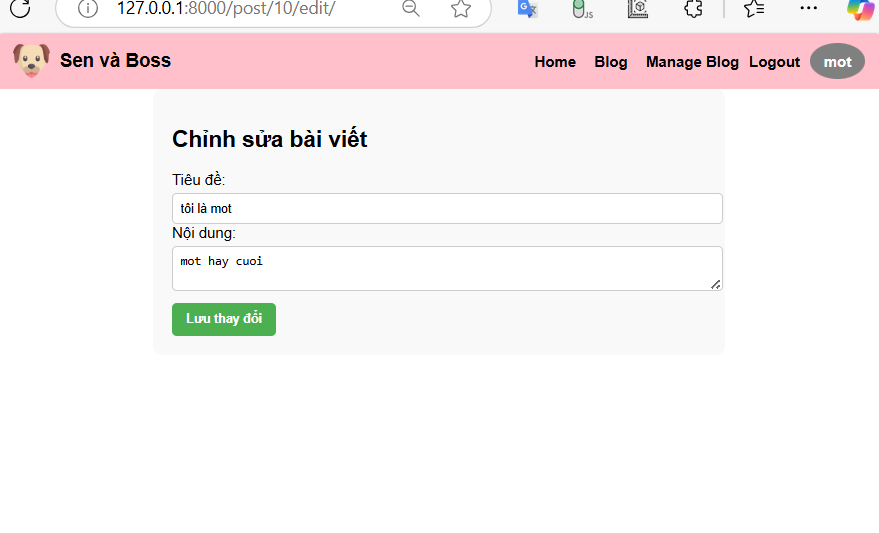 127.0.0.1:8000/post/10/edit/
JS
Sen và Boss
Home Blog Manage Blog Logout mot
Chỉnh sửa bài viết
Tiêu đề:
tôi là mot
Nội dung:
mot hay cuoi
Lưu thay đổi